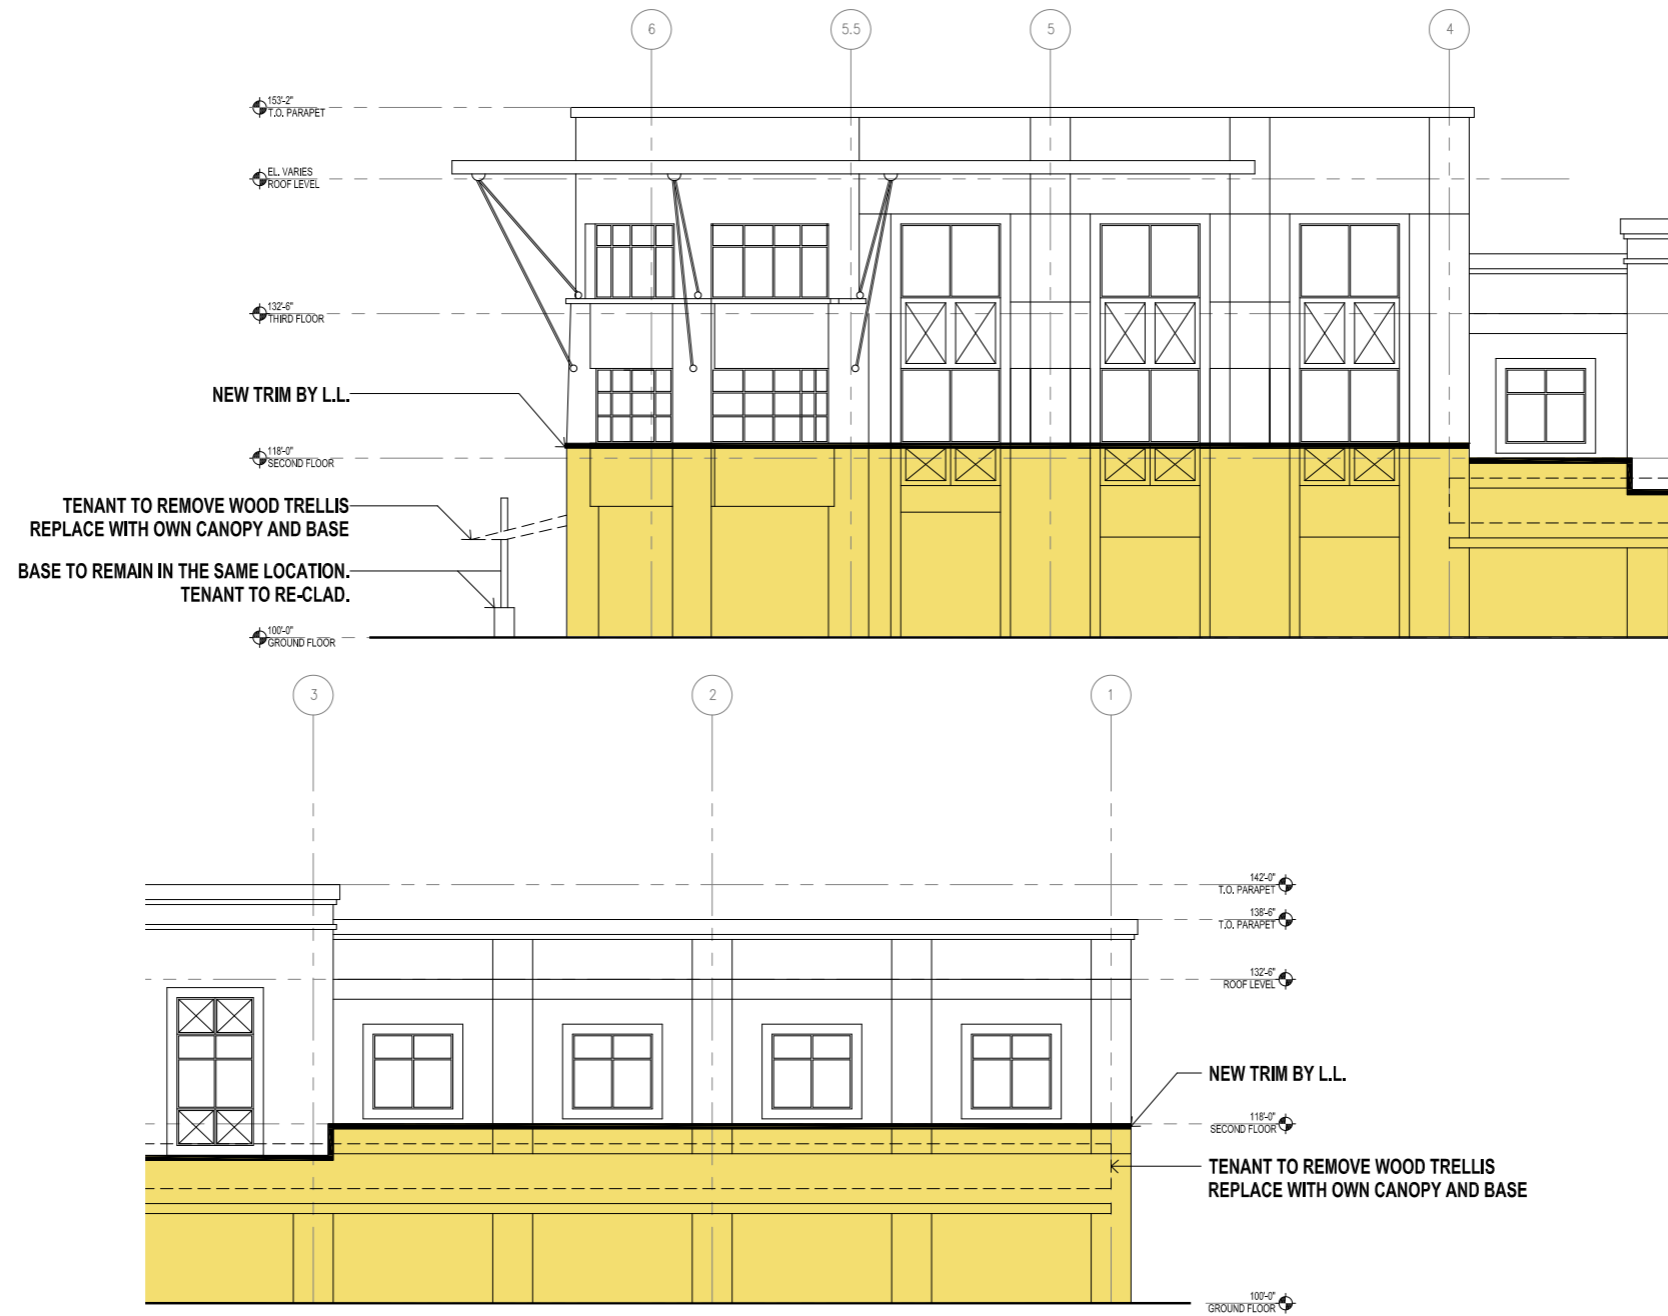 6
5.5
5
4
153'-2"
T.O. PARAPET
EL. VARIES
ROOF LEVEL
132'-6"
THIRD FLOOR
NEW TRIM BY L.L.
118'-0"
SECOND FLOOR
TENANT TO REMOVE WOOD TRELLIS
REPLACE WITH OWN CANOPY AND BASE
BASE TO REMAIN IN THE SAME LOCATION.
TENANT TO RE-CLAD.
100'-0"
GROUND FLOOR
3
2
1
142'-0"
T.O. PARAPET
138'-6"
T.O. PARAPET
132'-6"
ROOF LEVEL
NEW TRIM BY L.L.
118'-0"
SECOND FLOOR
TENANT TO REMOVE WOOD TRELLIS
REPLACE WITH OWN CANOPY AND BASE
100'-0"
GROUND FLOOR